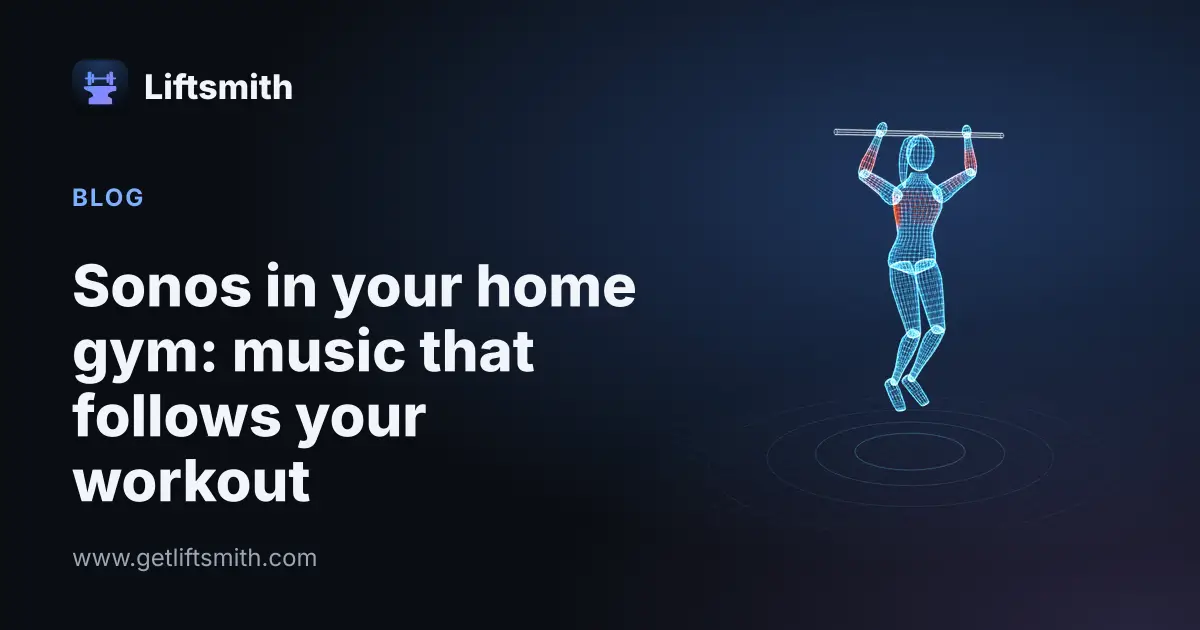 Liftsmith
BLOG
Sonos in your home
gym: music that
follows your
workout
www.getliftsmith.com